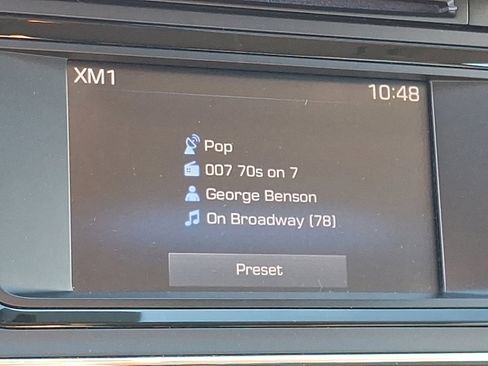 XM1
10:48
Pop
007 70s on 7
George Benson
On Broadway (78)
Preset